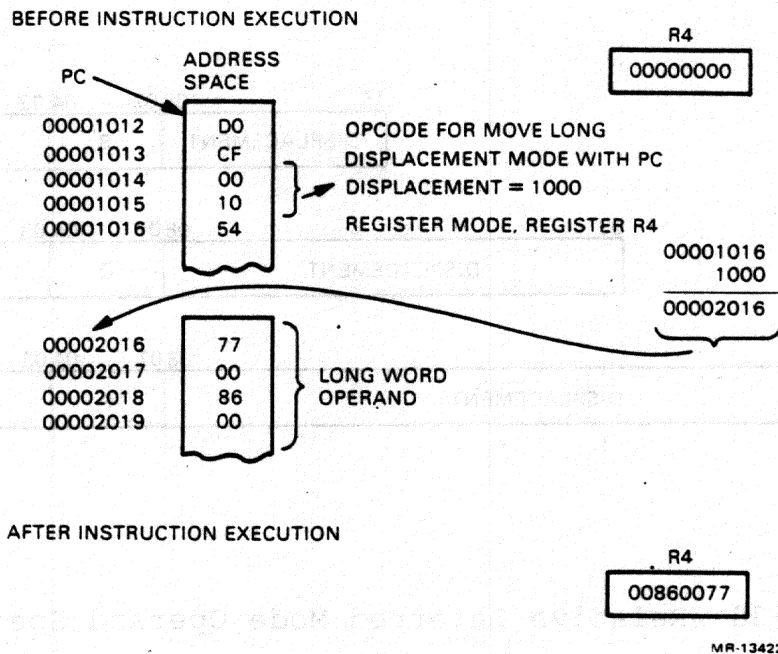 BEFORE INSTRUCTION EXECUTION
R4
00000000
PC
ADDRESS
SPACE
00001012 D0 OPCODE FOR MOVE LONG
00001013 CF DISPLACEMENT MODE WITH PC
00001014 00 DISPLACEMENT = 1000
00001015 10
00001016 54 REGISTER MODE, REGISTER R4
00001016
1000
00002016
00002016 77
00002017 00 LONG WORD
00002018 86 OPERAND
00002019 00
AFTER INSTRUCTION EXECUTION
R4
00860077
MR-13422